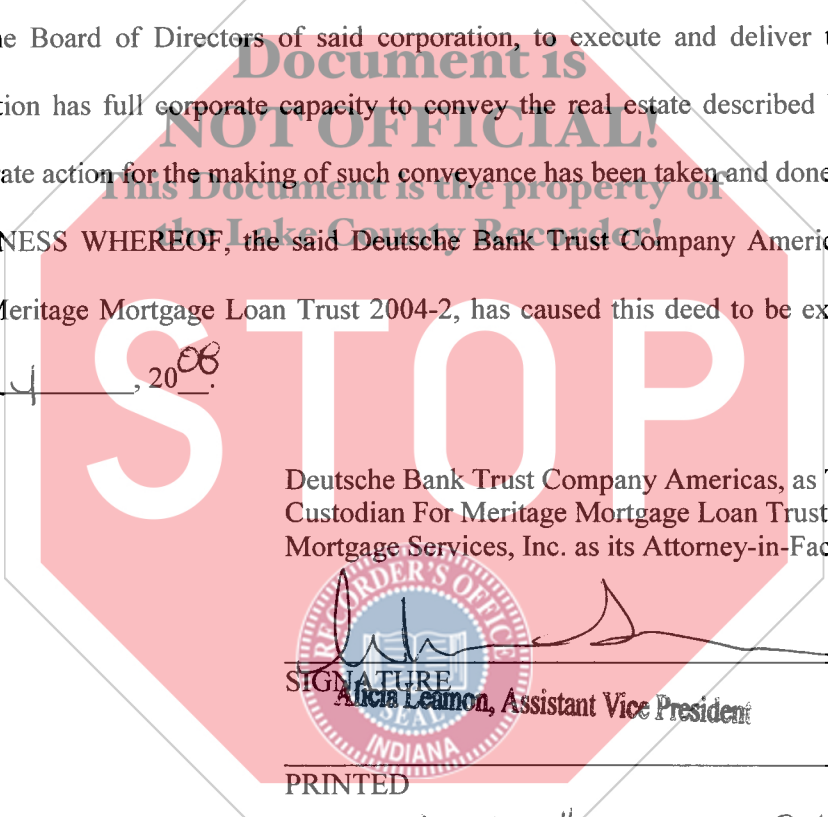 he Board of Directors of said corporation, to execute and deliver t
Document is
tion has full corporate capacity to convey the real estate described
NOT OFFICIAL!
ate action for the making of such conveyance has been taken and done
This Document is the property of
the Lake County Recorder!
NESS WHEREOF, the said Deutsche Bank Trust Company Americ
Meritage Mortgage Loan Trust 2004-2, has caused this deed to be ex
, 2008.
STOP
Deutsche Bank Trust Company Americas, as T
Custodian For Meritage Mortgage Loan Trust
Mortgage Services, Inc. as its Attorney-in-Fac
RECORDER'S OFFICE
SIGNATURE
Alicia Leamon, Assistant Vice President
SEAL
INDIANA
PRINTED